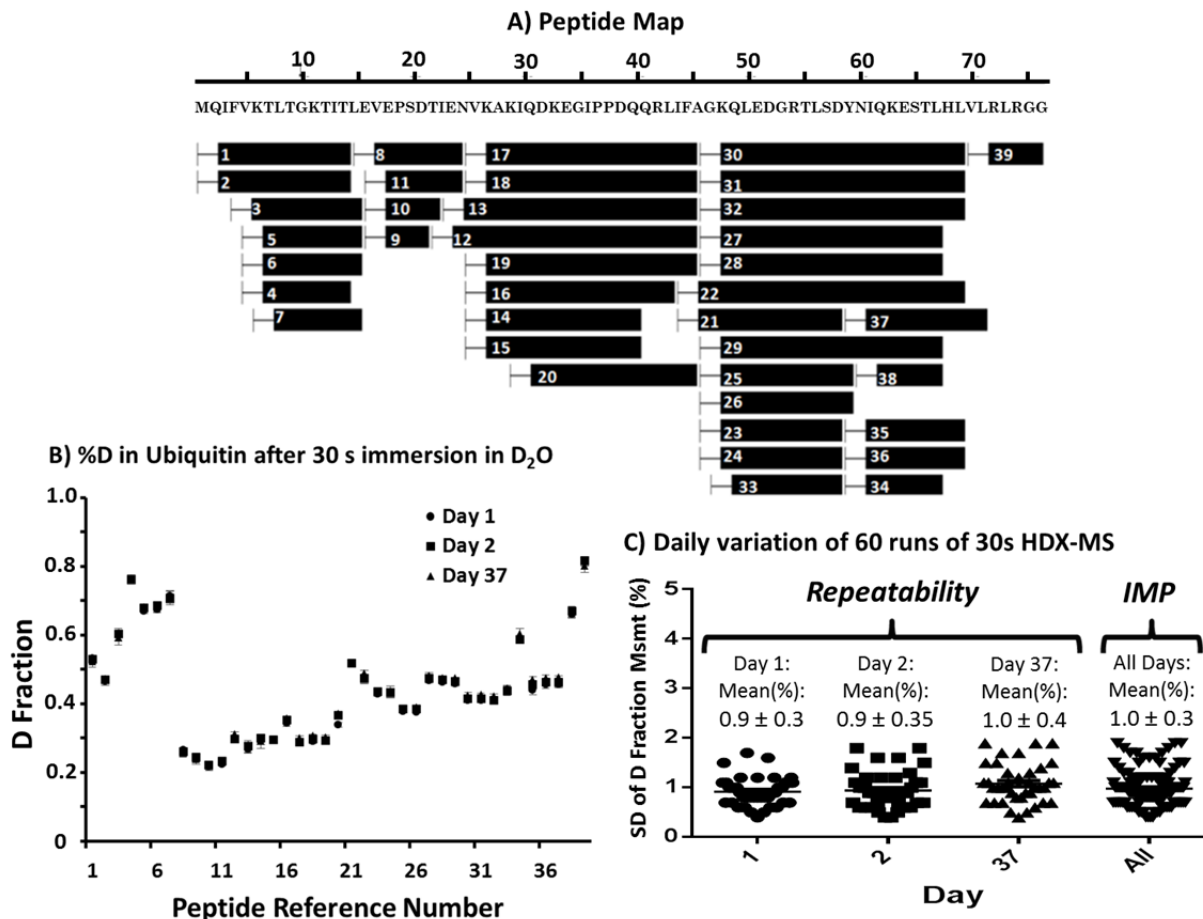 A) Peptide Map
10 20 30 40 50 60 70
MQIFVKTLTGKTITLEVEPSDTIENVKAKIQDKEGIPPDQQRLIFAGKQLEDGRTLSDYNIQKESTLHLVLRLRGG
1 8 17 30 39
2 11 18 31
3 10 13 32
5 9 12 27
6 19 28
4 16 22
7 14 21 37
15 29
20 25 38
26
23 35
24 36
33 34
B) %D in Ubiquitin after 30 s immersion in D₂O
1.0
0.8
0.6
0.4
0.2
0
D Fraction
Day 1
Day 2
Day 37
1 6 11 16 21 26 31 36
Peptide Reference Number
C) Daily variation of 60 runs of 30s HDX-MS
SD of D Fraction Msmt (%)
5
4
3
2
1
0
Repeatability IMP
Day 1: Day 2: Day 37: All Days:
Mean(%): Mean(%): Mean(%): Mean(%):
0.9 ± 0.3 0.9 ± 0.35 1.0 ± 0.4 1.0 ± 0.3
1 2 37 All
Day